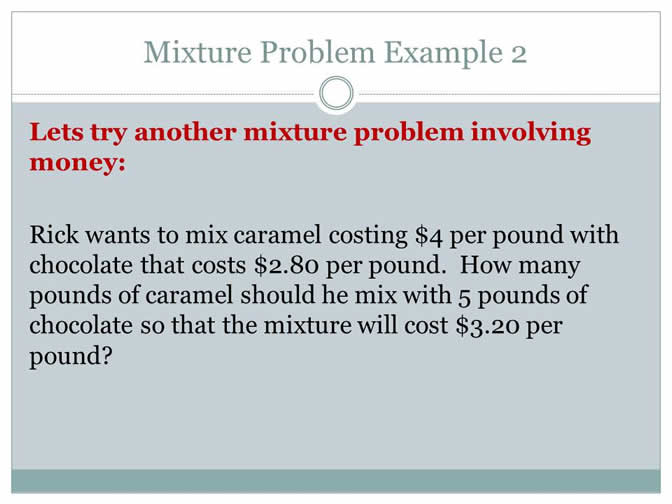 Mixture Problem Example 2
Lets try another mixture problem involving
money:
Rick wants to mix caramel costing $4 per pound with
chocolate that costs $2.80 per pound.  How many
pounds of caramel should he mix with 5 pounds of
chocolate so that the mixture will cost $3.20 per
pound?